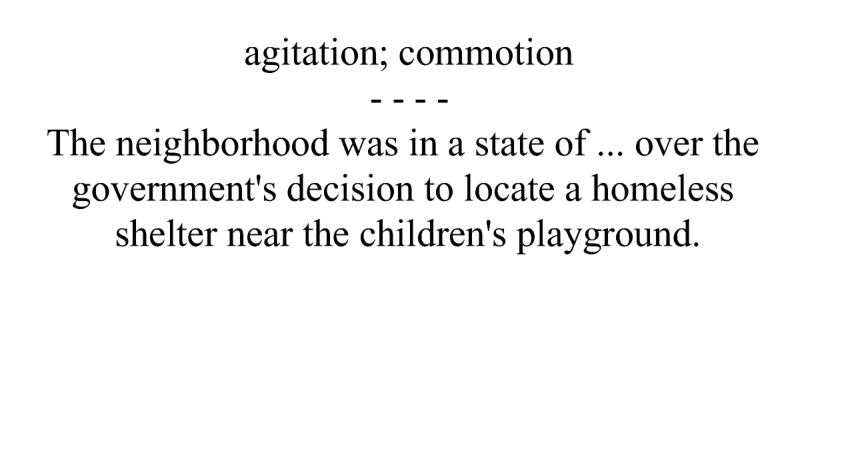 agitation; commotion
- - - -
The neighborhood was in a state of ... over the
government's decision to locate a homeless
shelter near the children's playground.